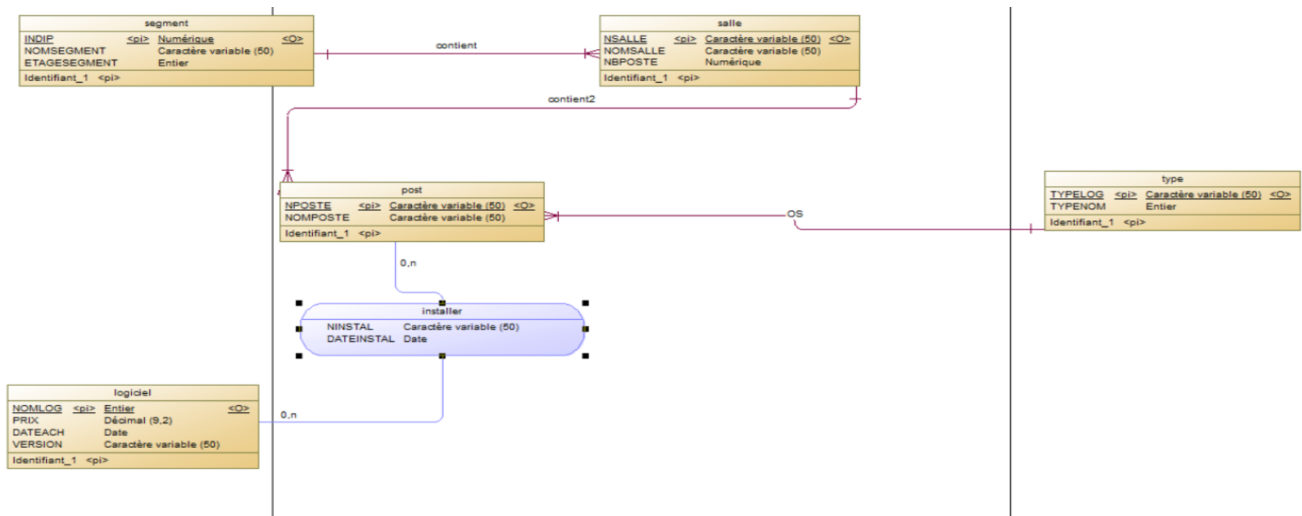 segment
INDIP <pi> Numérique <O>
NOMSEGMENT Caractère variable (50)
ETAGESEGMENT Entier
Identifiant_1 <pi>
contient
salle
NSALLE <pi> Caractère variable (50) <O>
NOMSALLE Caractère variable (50)
NBPOSTE Numérique
Identifiant_1 <pi>
contient2
post
NPOSTE <pi> Caractère variable (50) <O>
NOMPOSTE Caractère variable (50)
Identifiant_1 <pi>
OS
type
TYPELOG <pi> Caractère variable (50) <O>
TYPENOM Entier
Identifiant_1 <pi>
0,n
installer
NINSTAL Caractère variable (50)
DATEINSTAL Date
logiciel
NOMLOG <pi> Entier <O>
PRIX Décimal (9,2)
DATEACH Date
VERSION Caractère variable (50)
Identifiant_1 <pi>
0,n